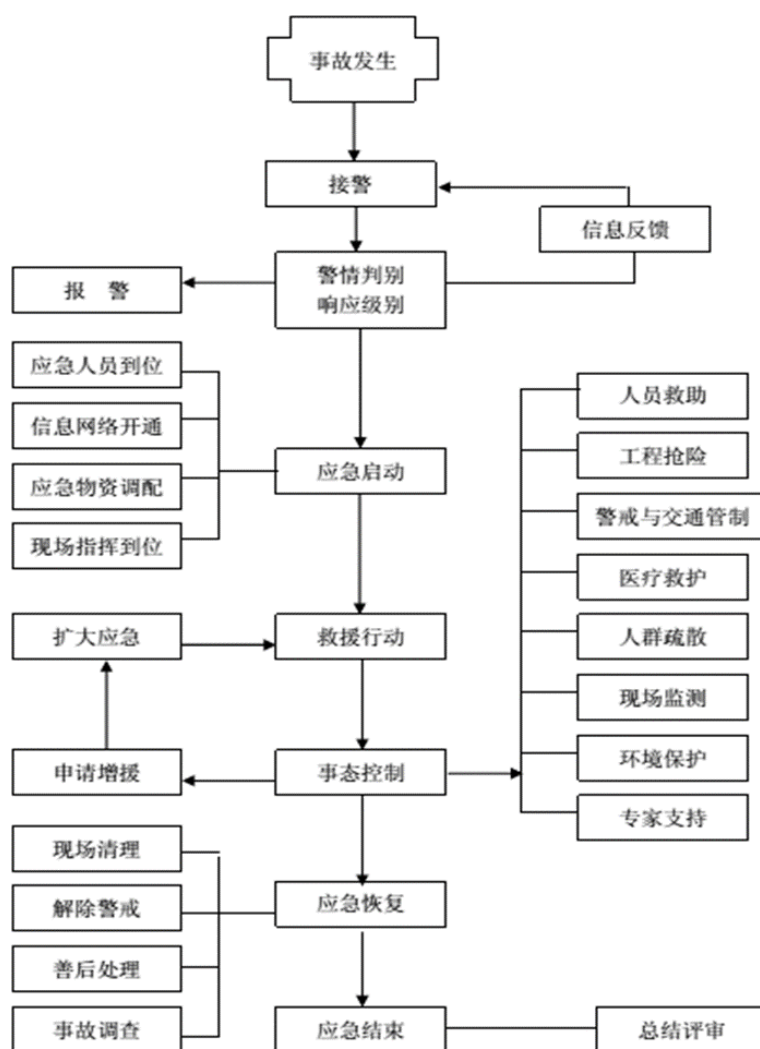 事故发生
接警
信息反馈
警情判别
响应级别
报 警
应急人员到位
信息网络开通
应急物资调配
现场指挥到位
应急启动
人员救助
工程抢险
警戒与交通管制
医疗救护
人群疏散
现场监测
环境保护
专家支持
扩大应急
救援行动
申请增援
事态控制
现场清理
解除警戒
善后处理
事故调查
应急恢复
应急结束
总结评审